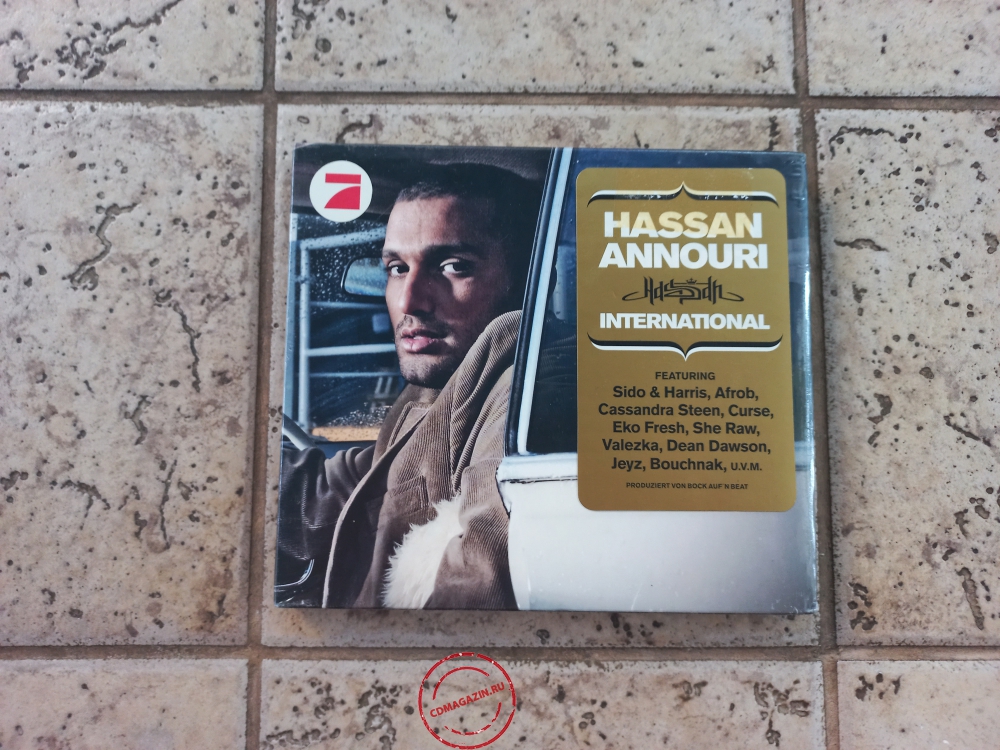 7
HASSAN
ANNOURI
Hassan
INTERNATIONAL
FEATURING
Sido & Harris, Afrob,
Cassandra Steen, Curse,
Eko Fresh, She Raw,
Valezka, Dean Dawson,
Jeyz, Bouchnak, U.V.M.
PRODUZIERT VON BOCK AUF'N BEAT
CDMAGAZIN.RU